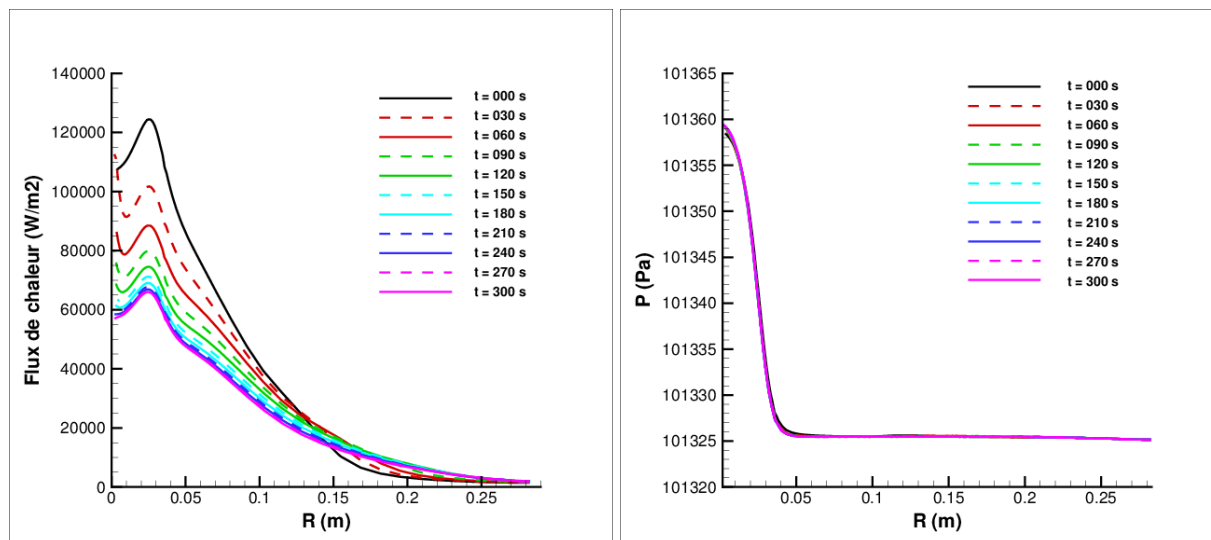 140000
120000
100000
80000
60000
40000
20000
0
Flux de chaleur (W/m2)
0
0.05
0.1
0.15
0.2
0.25
R (m)
t = 000 s
t = 030 s
t = 060 s
t = 090 s
t = 120 s
t = 150 s
t = 180 s
t = 210 s
t = 240 s
t = 270 s
t = 300 s
101365
101360
101355
101350
101345
101340
101335
101330
101325
101320
P (Pa)
0.05
0.1
0.15
0.2
0.25
R (m)
t = 000 s
t = 030 s
t = 060 s
t = 090 s
t = 120 s
t = 150 s
t = 180 s
t = 210 s
t = 240 s
t = 270 s
t = 300 s